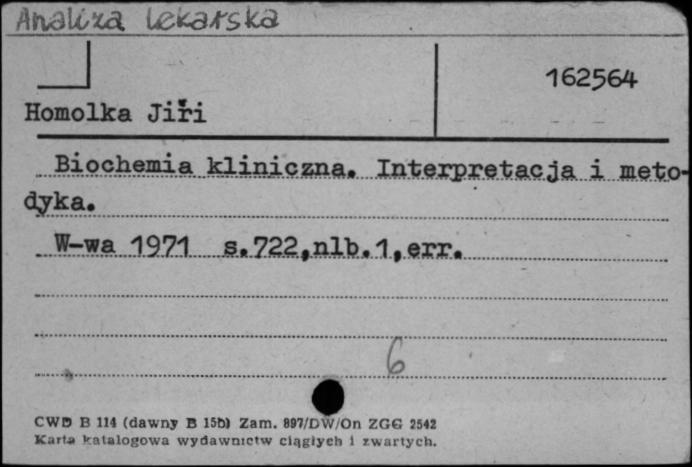 Analiza lekarska
162564
Homolka Jiři
Biochemia kliniczna. Interpretacja i meto-
dyka.
W-wa 1971 s.722,nlb.1,err.
6
CWD B 114 (dawny B 15b) Zam. 897/DW/On ZGG 2542
Karta katalogowa wydawnictw ciągłych i zwartych.